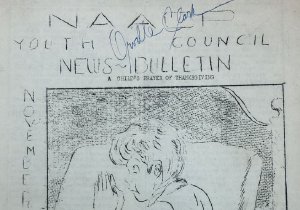 NAACP
YOUTH COUNCIL
NEWS-BULLETIN
A CHILD'S PRAYER OF THANKSGIVING
NOVEMBER